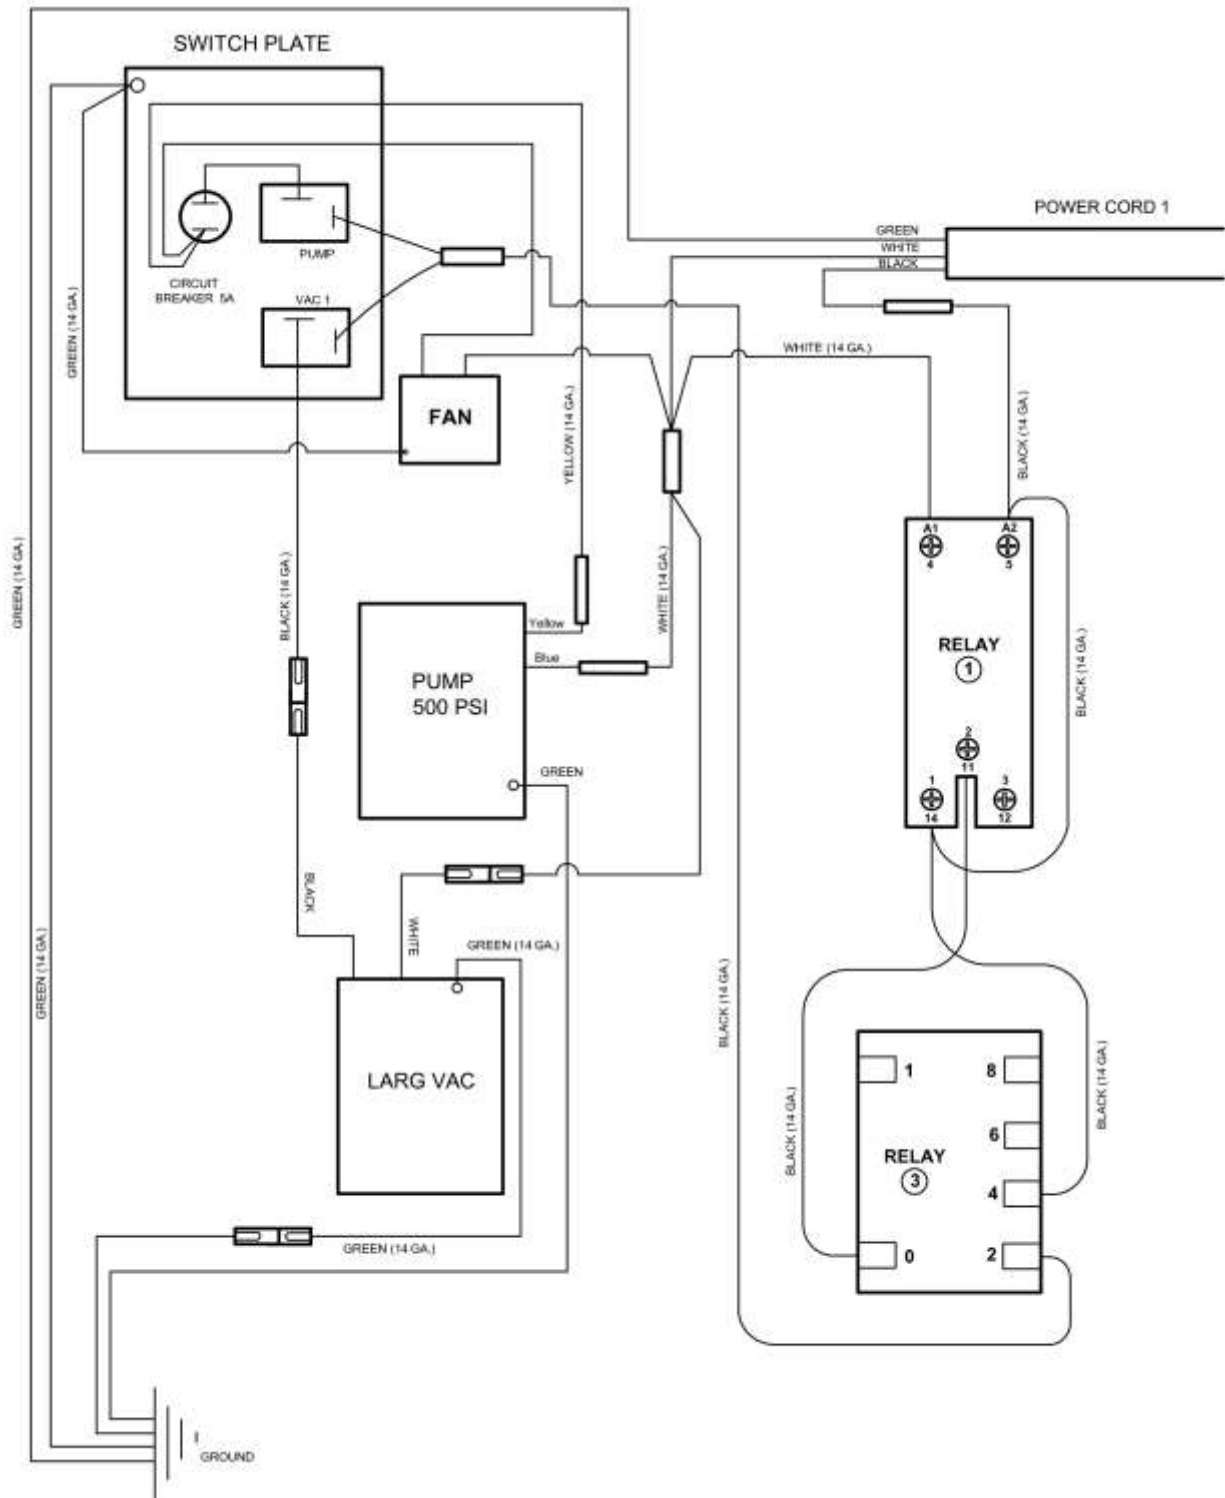 SWITCH PLATE
POWER CORD 1
GREEN
WHITE
BLACK
PUMP
CIRCUIT
BREAKER 5A
VAC 1
GREEN (14 GA.)
FAN
WHITE (14 GA.)
YELLOW (14 GA.)
BLACK (14 GA.)
A1
A2
4
5
GREEN (14 GA.)
BLACK (14 GA.)
WHITE (14 GA.)
Yellow
Blue
RELAY
1
BLACK (14 GA.)
PUMP
500 PSI
GREEN
2
11
1
3
14
12
BLACK
WHITE
GREEN (14 GA.)
GREEN (14 GA.)
BLACK (14 GA.)
LARG VAC
1
8
6
RELAY
3
4
0
2
BLACK (14 GA.)
BLACK (14 GA.)
GREEN (14 GA.)
GROUND